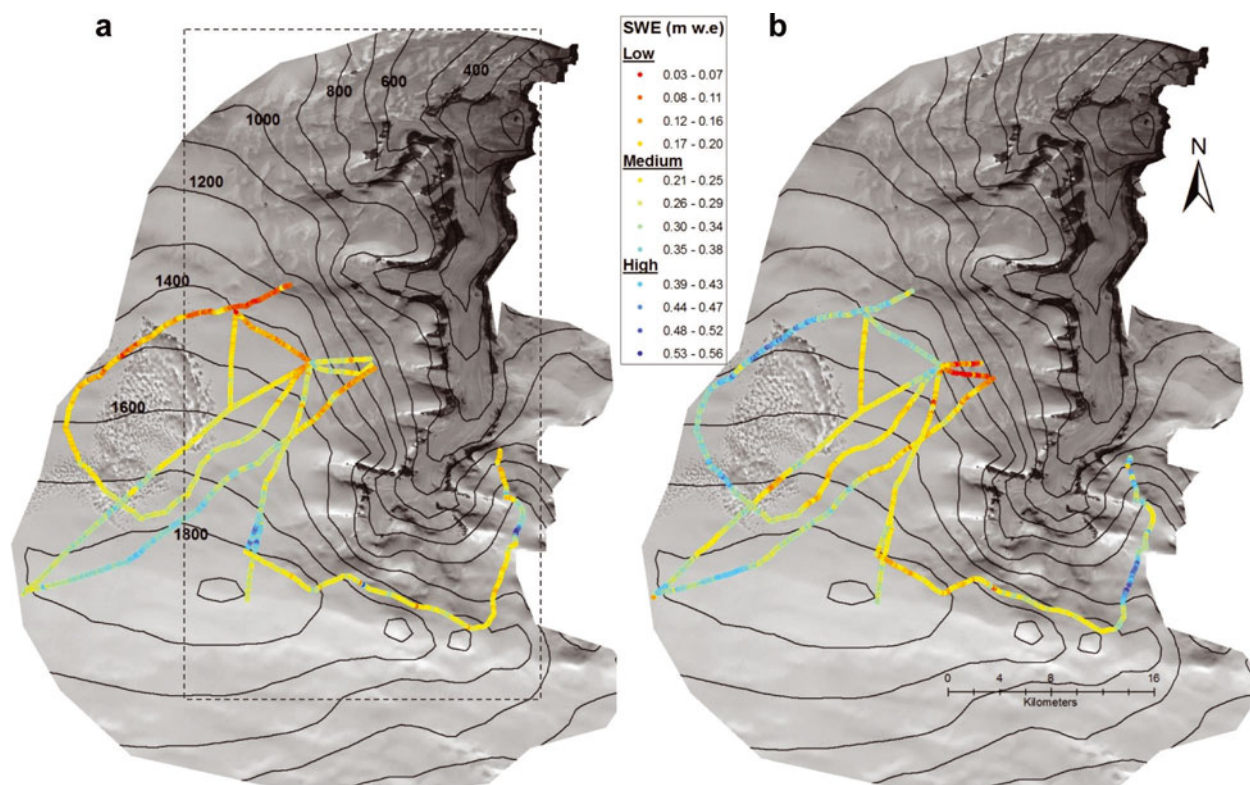 a
b
SWE (m w.e)
Low
0.03 - 0.07
0.08 - 0.11
0.12 - 0.16
0.17 - 0.20
Medium
0.21 - 0.25
0.26 - 0.29
0.30 - 0.34
0.35 - 0.38
High
0.39 - 0.43
0.44 - 0.47
0.48 - 0.52
0.53 - 0.56
400
600
800
1000
1200
1400
1600
1800
N
0 4 8 12 16
Kilometers